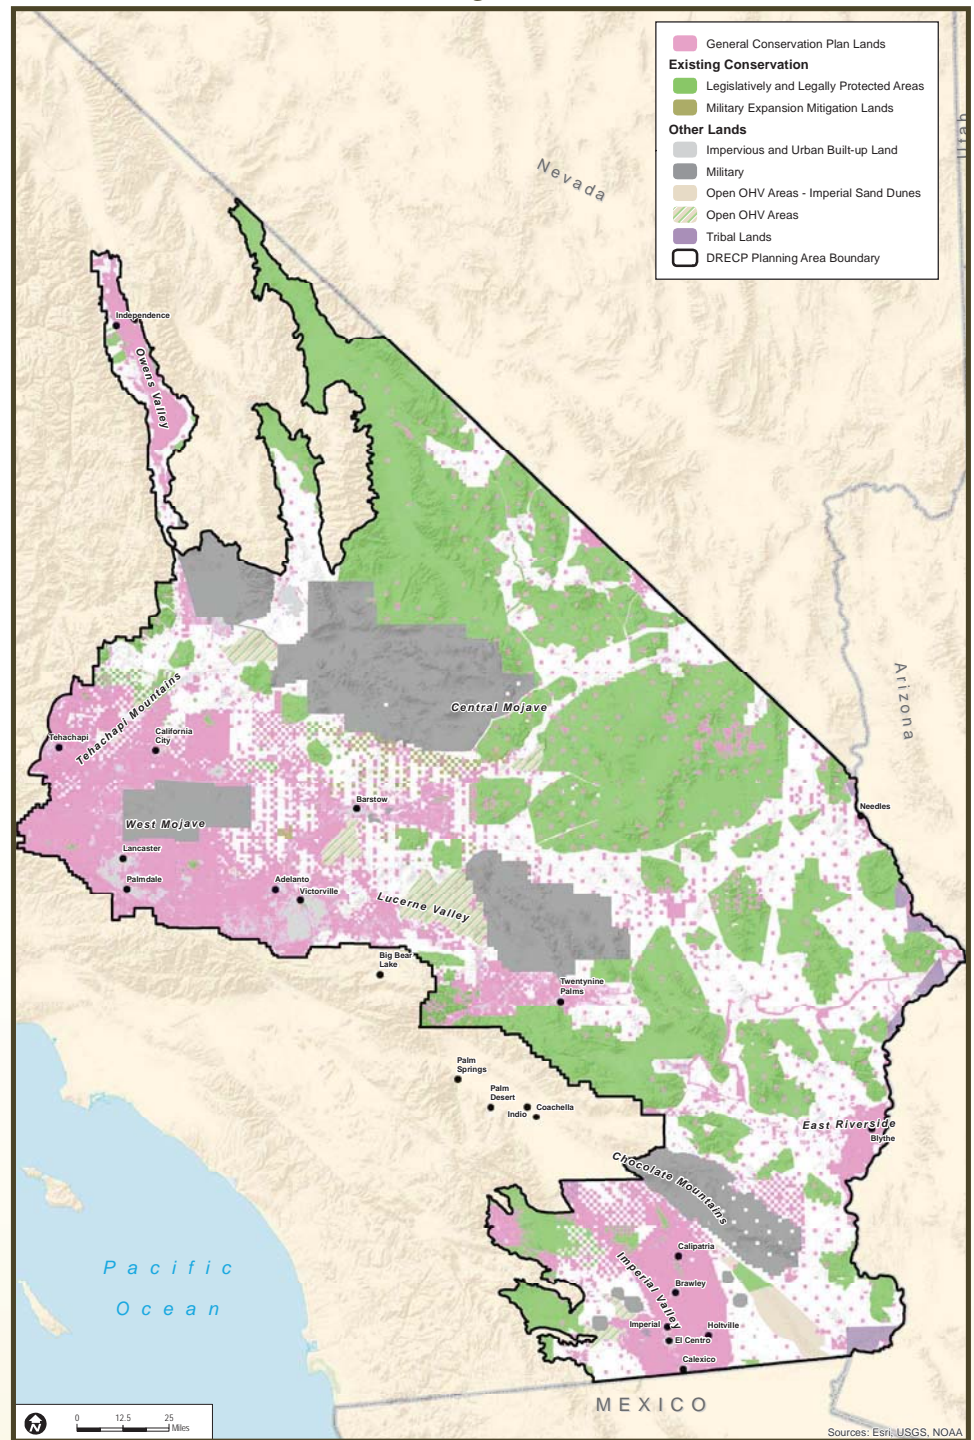 General Conservation Plan Lands
Existing Conservation
Legislatively and Legally Protected Areas
Military Expansion Mitigation Lands
Other Lands
Impervious and Urban Built-up Land
Military
Open OHV Areas - Imperial Sand Dunes
Open OHV Areas
Tribal Lands
DRECP Planning Area Boundary
Utah
Nevada
Independence
Owens Valley
Arizona
Central Mojave
Tehachapi Mountains
Tehachapi
California
City
Barstow
Needles
West Mojave
Lancaster
Palmdale
Adelanto
Victorville
Lucerne Valley
Big Bear
Lake
Twentynine
Palms
Palm
Springs
Palm
Desert
Indio
Coachella
East Riverside
Blythe
Chocolate Mountains
Calipatria
Imperial Valley
Brawley
Imperial
Holtville
El Centro
Calexico
Pacific
Ocean
MEXICO
N
0 12.5 25
Miles
Sources: Esri, USGS, NOAA